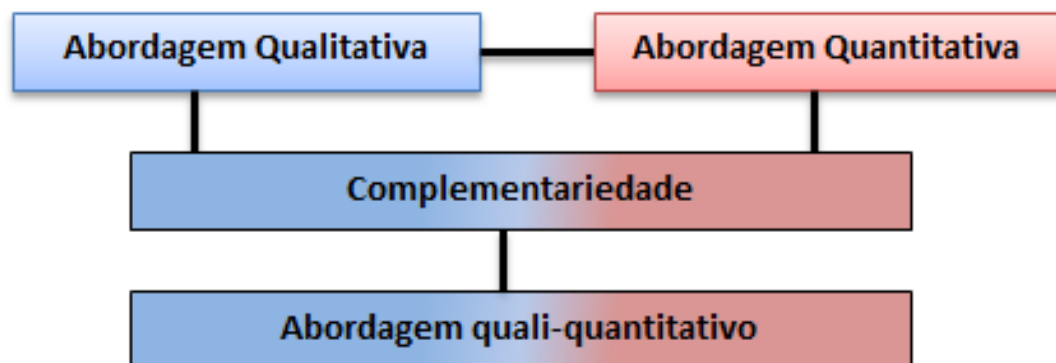 Abordagem Qualitativa
Abordagem Quantitativa
Complementariedade
Abordagem quali-quantitativo